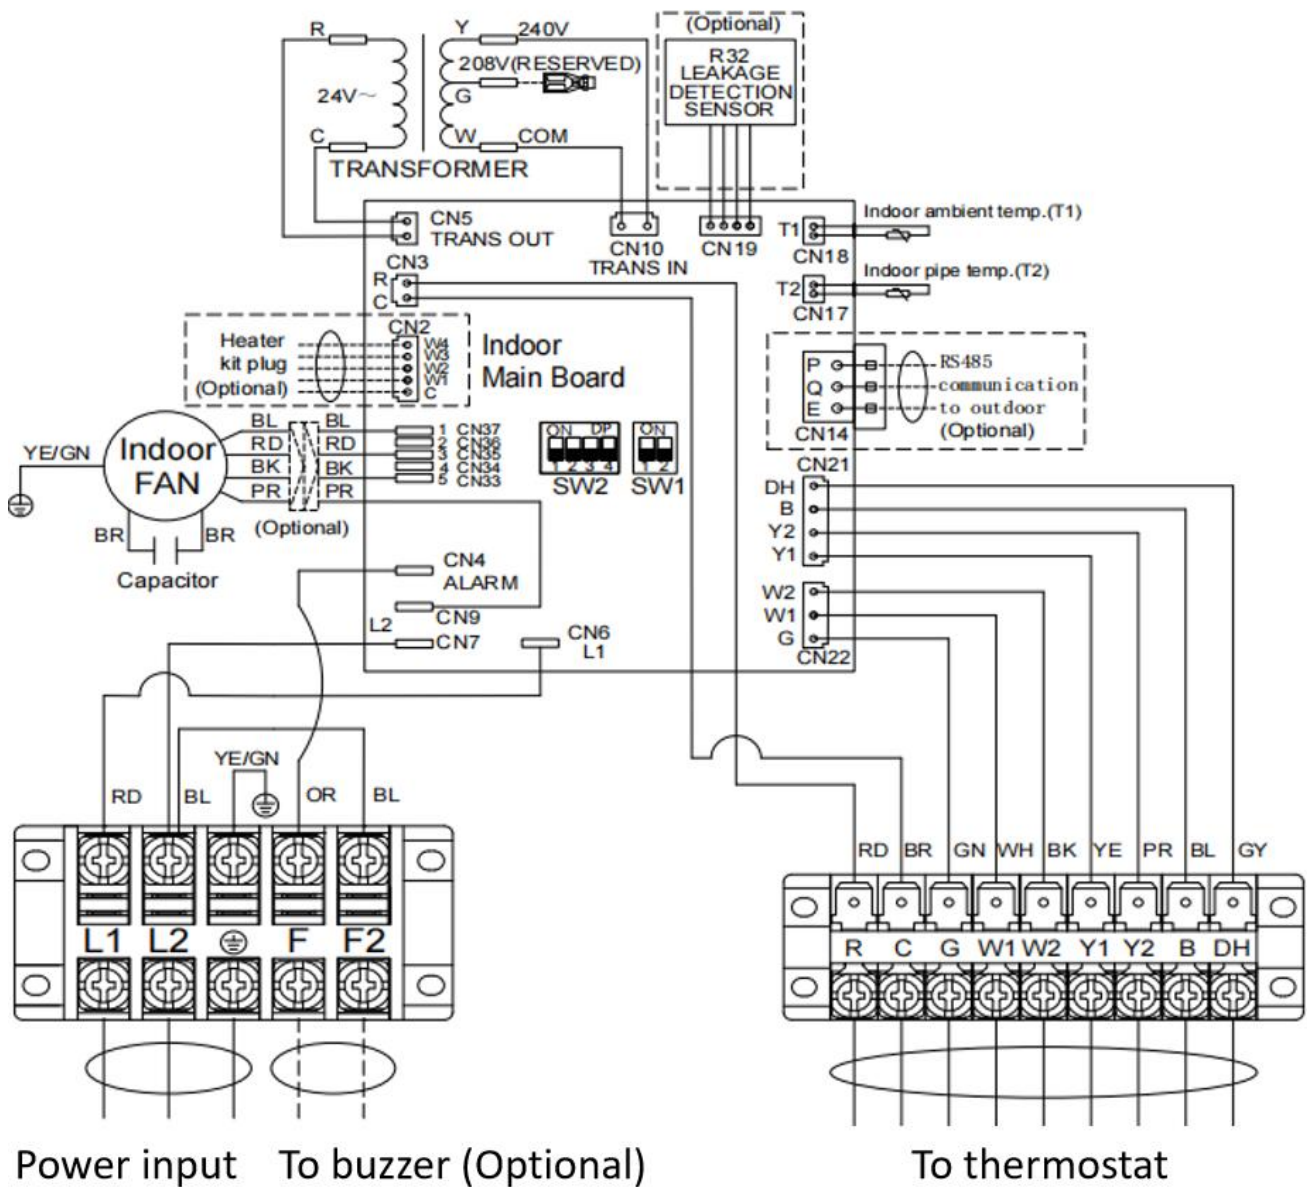 R
Y
240V
(Optional)
R32
LEAKAGE
DETECTION
SENSOR
208V(RESERVED)
24V～
G
C
W
COM
TRANSFORMER
CN5
TRANS OUT
CN10
TRANS IN
CN19
T1
Indoor ambient temp.(T1)
CN18
CN3
R
C
T2
Indoor pipe temp.(T2)
CN17
Heater
kit plug
(Optional)
CN2
W4
W3
W2
W1
C
Indoor
Main Board
P
Q
E
CN14
RS485
communication
to outdoor
(Optional)
Indoor
FAN
YE/GN
BL
RD
BK
PR
BL
RD
BK
PR
(Optional)
1 CN37
2 CN36
3 CN35
4 CN34
5 CN33
ON DP
1 2 3 4
SW2
ON
1 2
SW1
CN21
DH
B
Y2
Y1
BR
BR
Capacitor
CN4
ALARM
CN9
L2
CN7
CN6
L1
W2
W1
G
CN22
YE/GN
RD
BL
OR
BL
L1 L2 F F2
RD BR GN WH BK YE PR BL GY
R C G W1 W2 Y1 Y2 B DH
Power input
To buzzer (Optional)
To thermostat